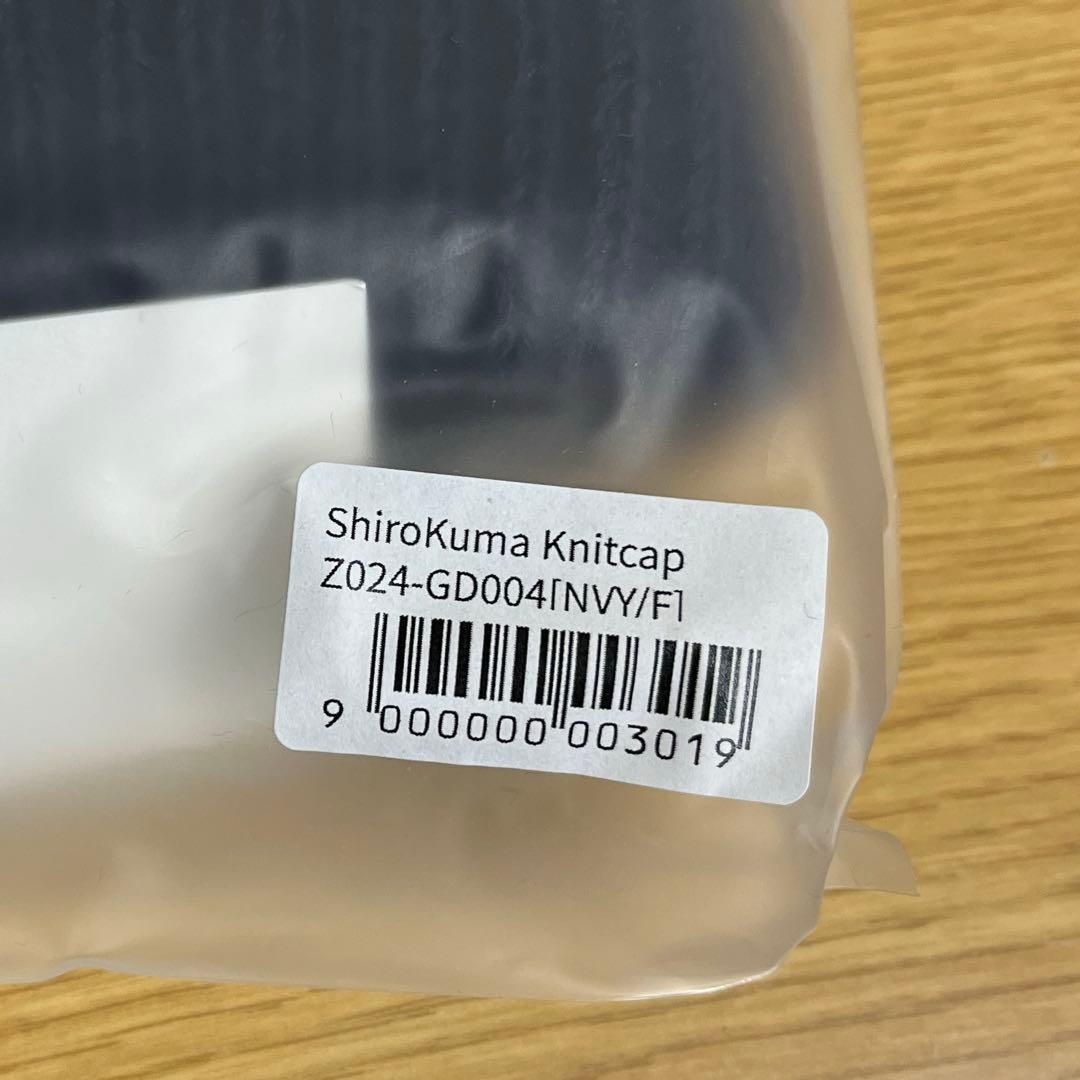 ShiroKuma Knitcap
Z024-GD004[NVY/F]
9 000000 003019